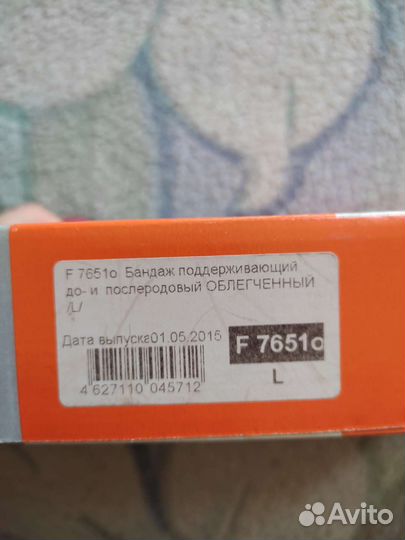 F 7651о Бандаж поддерживающий
до- и послеродовый ОБЛЕГЧЕННЫЙ
/L/
Дата выпуска01.05.2015
F 7651о
4 627110 045712
L
Avito